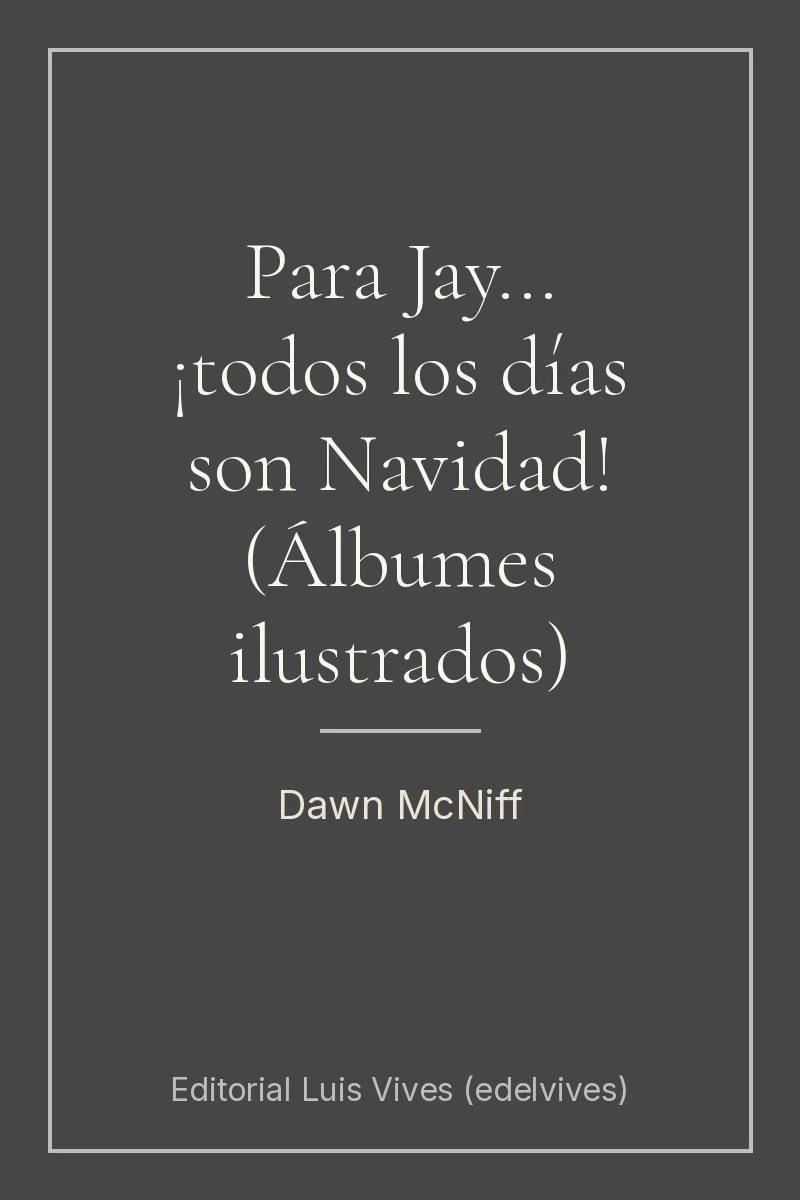 Para Jay...
¡todos los días
son Navidad!
(Álbumes
ilustrados)
Dawn McNiff
Editorial Luis Vives (edelvives)